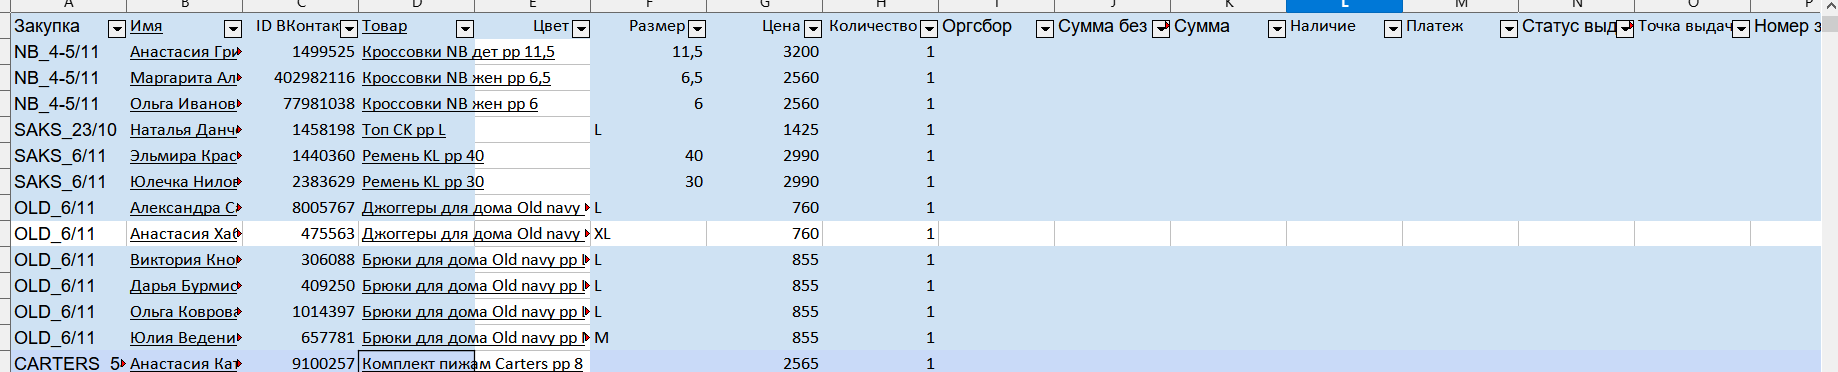 A B C D E F G H I J K L M N O P
Закупка Имя ID ВКонтак Товар Цвет Размер Цена Количество Оргсбор Сумма без Сумма Наличие Платеж Статус выд Точка выдач Номер з
NB_4-5/11 Анастасия Гри 1499525 Кроссовки NB дет рр 11,5 11,5 3200 1
NB_4-5/11 Маргарита Ал 402982116 Кроссовки NB жен рр 6,5 6,5 2560 1
NB_4-5/11 Ольга Иванов 77981038 Кроссовки NB жен рр 6 6 2560 1
SAKS_23/10 Наталья Данч 1458198 Топ CK рр L L 1425 1
SAKS_6/11 Эльмира Крас 1440360 Ремень KL рр 40 40 2990 1
SAKS_6/11 Юлечка Нилов 2383629 Ремень KL рр 30 30 2990 1
OLD_6/11 Александра С 8005767 Джоггеры для дома Old navy L 760 1
OLD_6/11 Анастасия Хаб 475563 Джоггеры для дома Old navy XL 760 1
OLD_6/11 Виктория Кно 306088 Брюки для дома Old navy рр L L 855 1
OLD_6/11 Дарья Бурмис 409250 Брюки для дома Old navy рр L L 855 1
OLD_6/11 Ольга Коврова 1014397 Брюки для дома Old navy рр L L 855 1
OLD_6/11 Юлия Ведени 657781 Брюки для дома Old navy рр M 855 1
CARTERS_5 Анастасия Кат 9100257 Комплект пижам Carters рр 8 2565 1